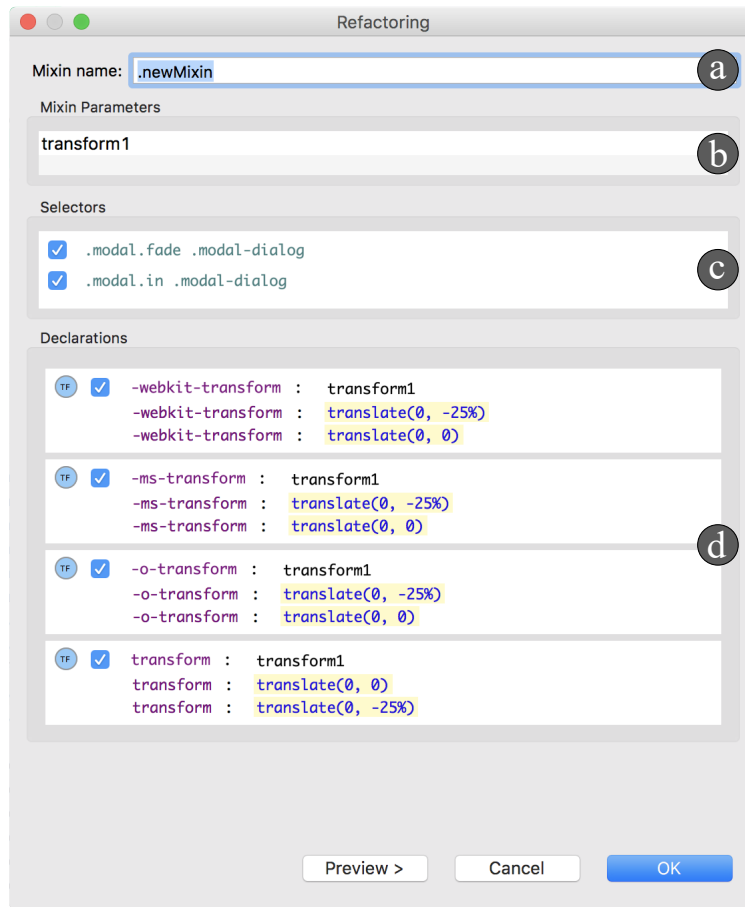 Refactoring
Mixin name: .newMixin a
Mixin Parameters
transform1 b
Selectors
.modal.fade .modal-dialog
.modal.in .modal-dialog
c
Declarations
TF -webkit-transform : transform1
-webkit-transform : translate(0, -25%)
-webkit-transform : translate(0, 0)
TF -ms-transform : transform1
-ms-transform : translate(0, -25%)
-ms-transform : translate(0, 0)
d
TF -o-transform : transform1
-o-transform : translate(0, -25%)
-o-transform : translate(0, 0)
TF transform : transform1
transform : translate(0, 0)
transform : translate(0, -25%)
Preview > Cancel OK